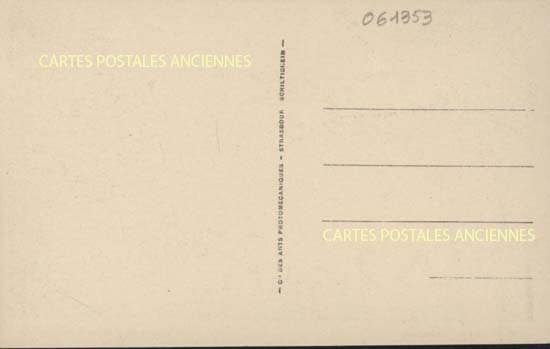 061353
CARTES POSTALES ANCIENNES
— Cie DES ARTS PHOTOMECANIQUES — STRASBOURG SCHILTIGHEIM —
CARTES POSTALES ANCIENNES